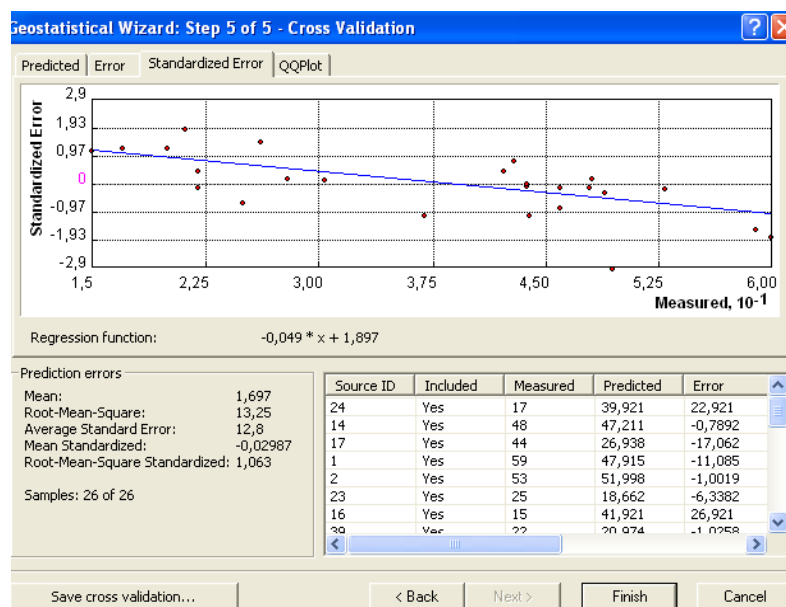 Geostatistical Wizard: Step 5 of 5 - Cross Validation
Predicted Error Standardized Error QQPlot
Standardized Error
2,9
1,93
0,97
0
-0,97
-1,93
-2,9
1,5 2,25 3,00 3,75 4,50 5,25 6,00
Measured, 10-1
Regression function: -0,049 * x + 1,897
Prediction errors
Mean: 1,697
Root-Mean-Square: 13,25
Average Standard Error: 12,8
Mean Standardized: -0,02987
Root-Mean-Square Standardized: 1,063
Samples: 26 of 26
Source ID Included Measured Predicted Error
24 Yes 17 39,921 22,921
14 Yes 48 47,211 -0,7892
17 Yes 44 26,938 -17,062
1 Yes 59 47,915 -11,085
2 Yes 53 51,998 -1,0019
23 Yes 25 18,662 -6,3382
16 Yes 15 41,921 26,921
39 Yes 22 20,974 -1,0258
Save cross validation... < Back Next > Finish Cancel